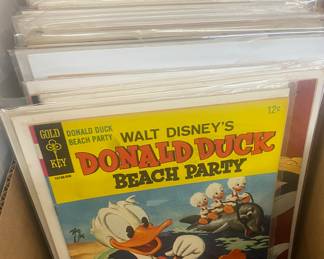 GOLD
KEY
DONALD DUCK
BEACH PARTY
WALT DISNEY'S
12¢
DONALD DUCK
BEACH PARTY